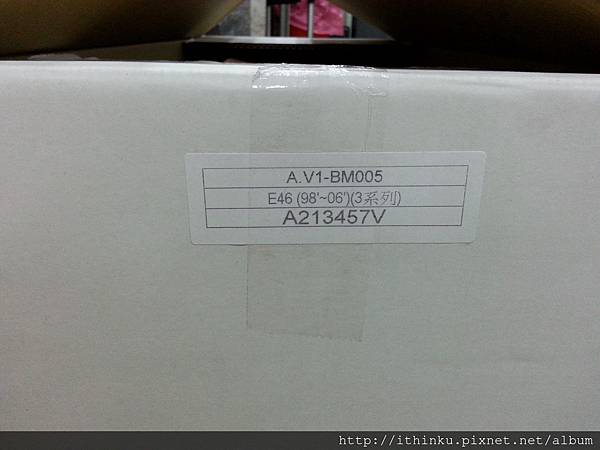 A.V1-BM005
E46 (98'~06')(3系列)
A213457V
http://ithinku.pixnet.net/album